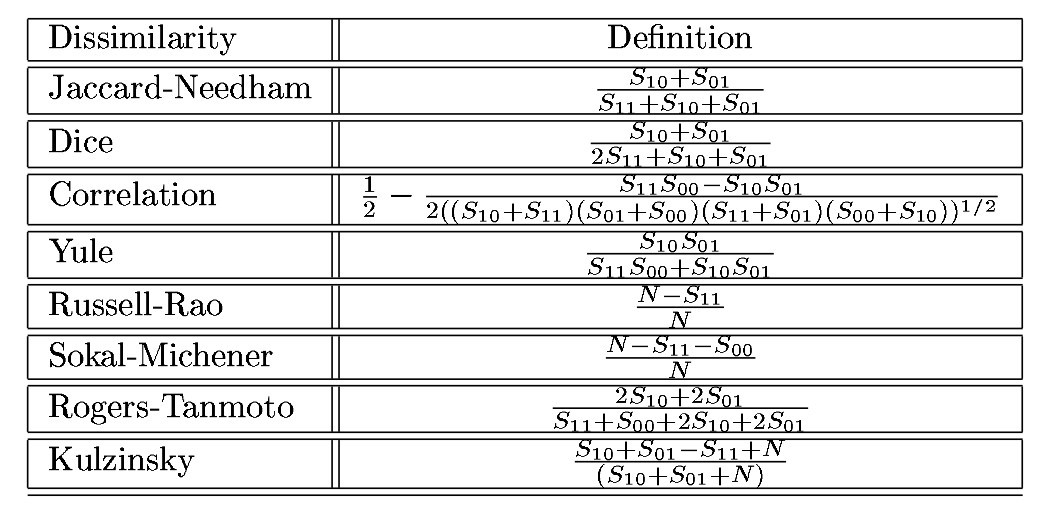 Dissimilarity Definition
Jaccard-Needham \frac{S_{10}+S_{01}}{S_{11}+S_{10}+S_{01}}
Dice \frac{S_{10}+S_{01}}{2S_{11}+S_{10}+S_{01}}
Correlation \frac{1}{2} - \frac{S_{11}S_{00}-S_{10}S_{01}}{2((S_{10}+S_{11})(S_{01}+S_{00})(S_{11}+S_{01})(S_{00}+S_{10}))^{1/2}}
Yule \frac{S_{10}S_{01}}{S_{11}S_{00}+S_{10}S_{01}}
Russell-Rao \frac{N-S_{11}}{N}
Sokal-Michener \frac{N-S_{11}-S_{00}}{N}
Rogers-Tanmoto \frac{2S_{10}+2S_{01}}{S_{11}+S_{00}+2S_{10}+2S_{01}}
Kulzinsky \frac{S_{10}+S_{01}-S_{11}+N}{(S_{10}+S_{01}+N)}